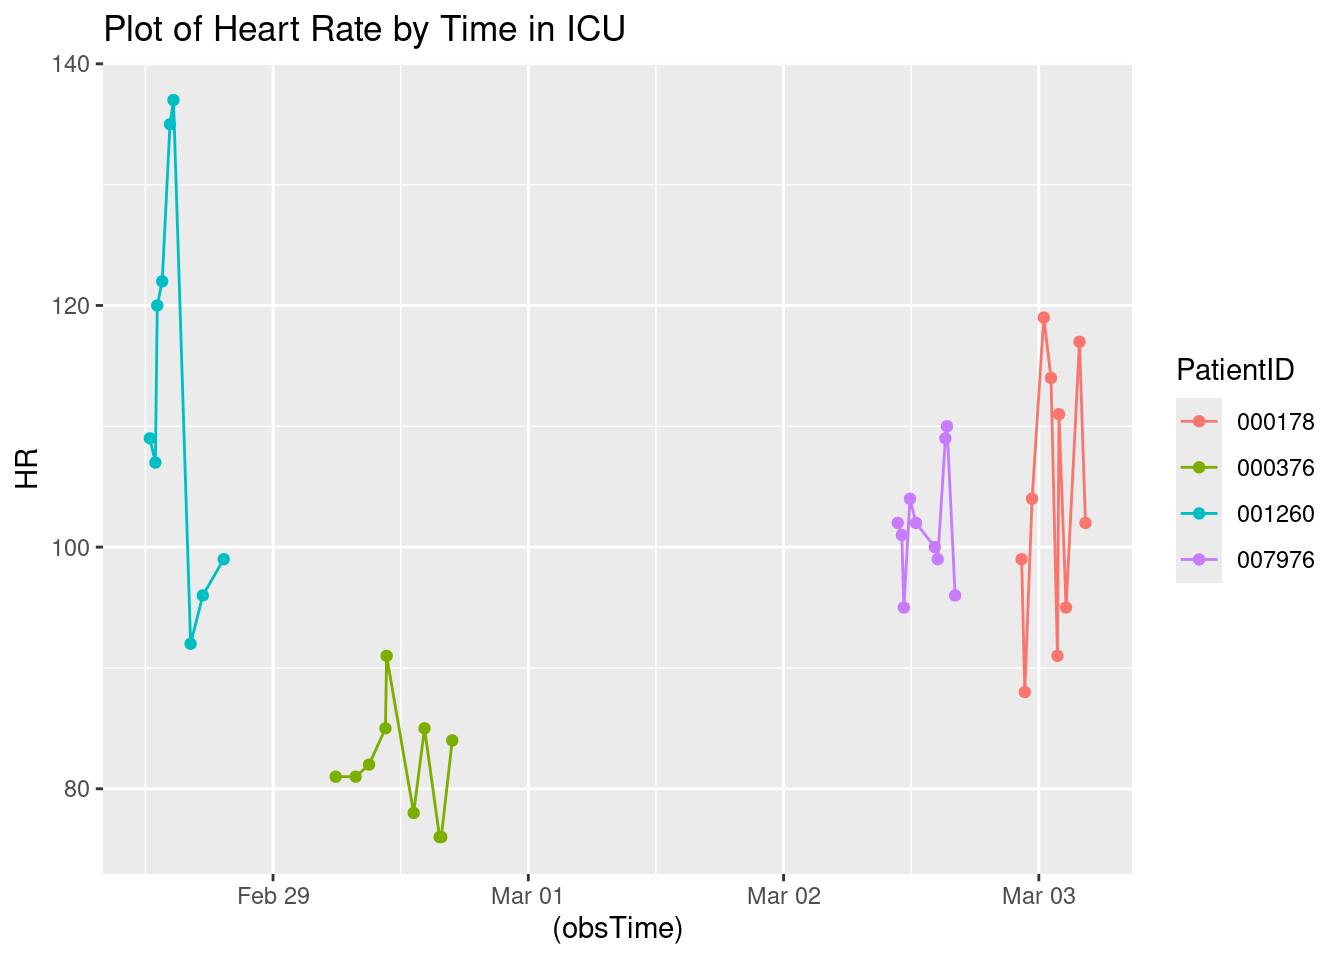 Plot of Heart Rate by Time in ICU
140
120
100
80
HR
Feb 29
Mar 01
Mar 02
Mar 03
(obsTime)
PatientID
000178
000376
001260
007976